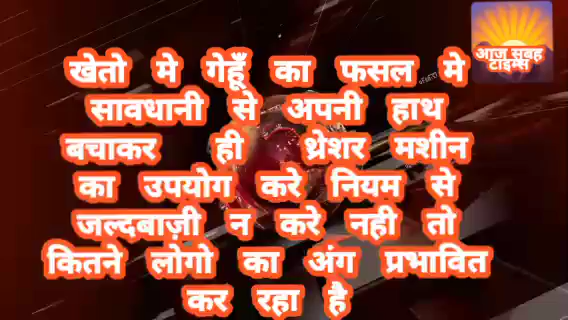 आज सुबह
टाइम्स
खेतो मे गेहूँ का फसल मे
सावधानी से अपनी हाथ
बचाकर ही थ्रेशर मशीन
का उपयोग करे नियम से
जल्दबाज़ी न करे नही तो
कितने लोगो का अंग प्रभावित
कर रहा है